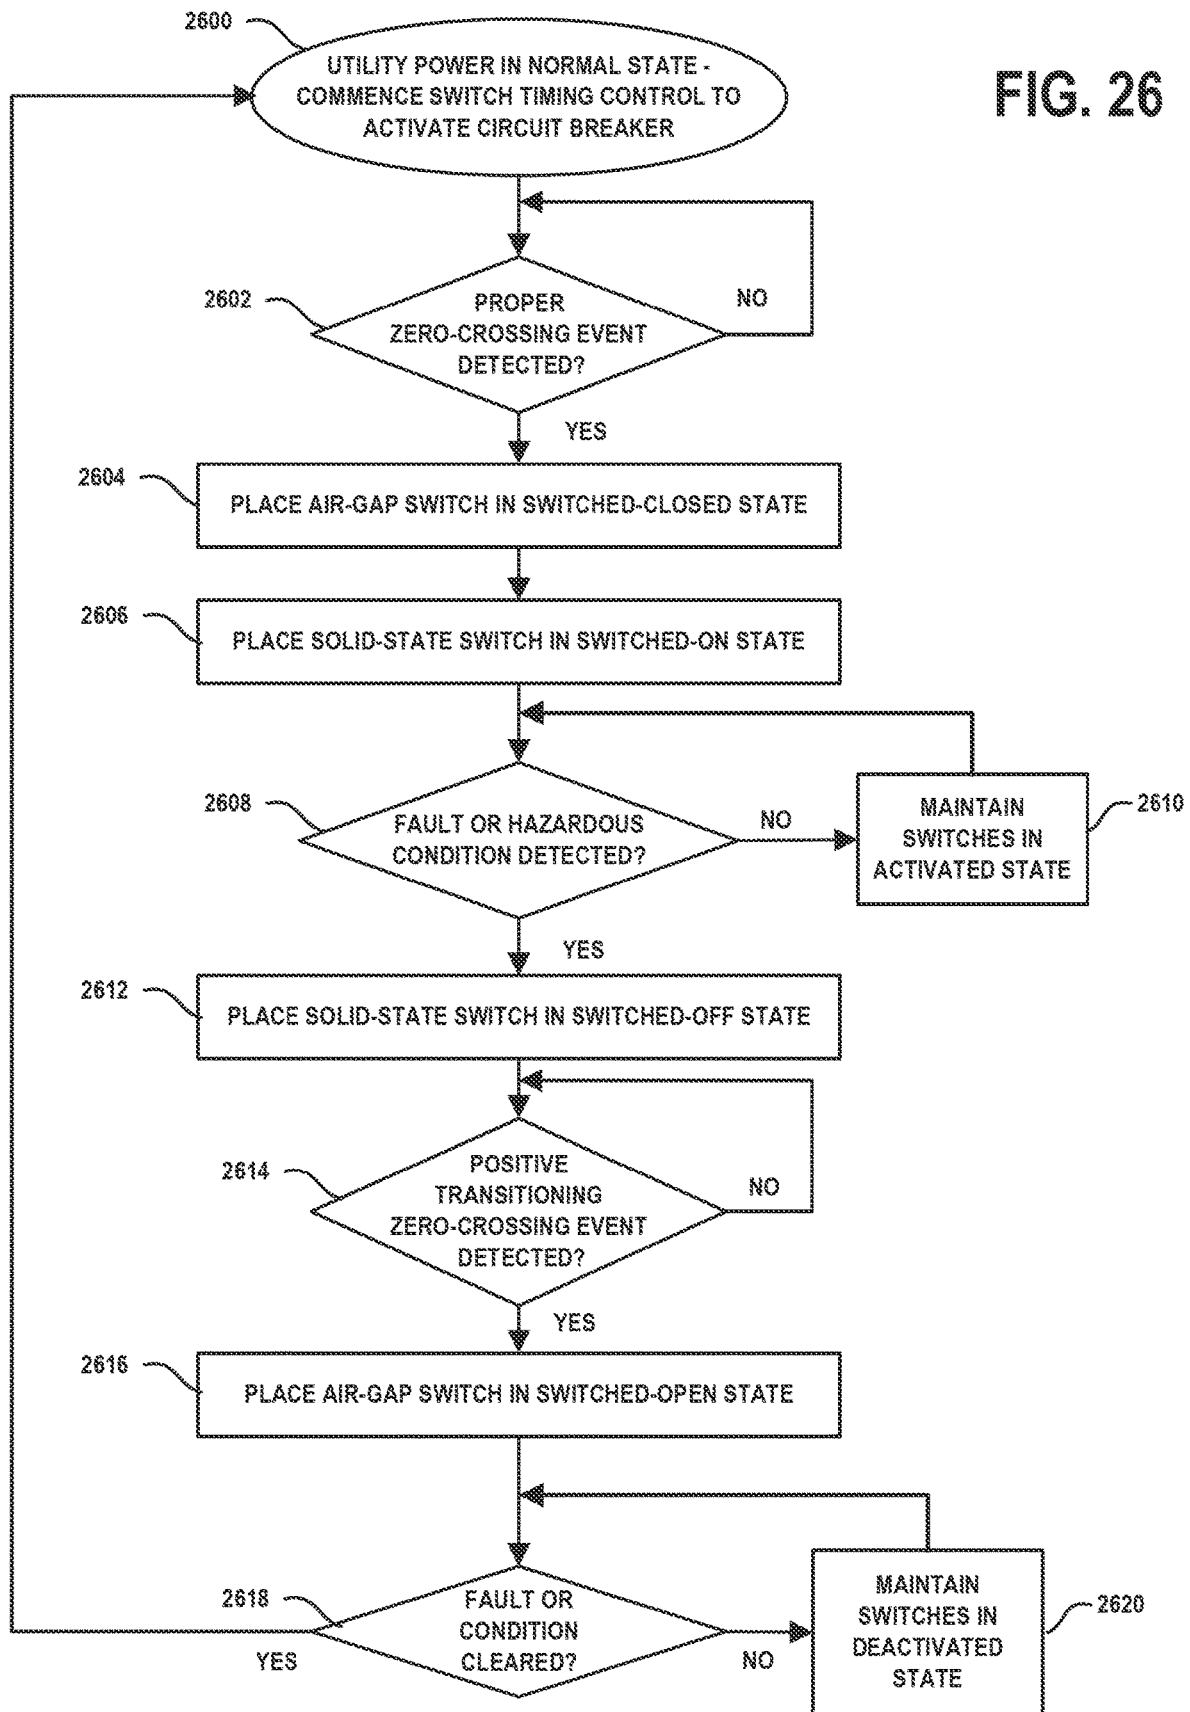 2600
UTILITY POWER IN NORMAL STATE -
COMMENCE SWITCH TIMING CONTROL TO
ACTIVATE CIRCUIT BREAKER
FIG. 26
2602
PROPER
ZERO-CROSSING EVENT
DETECTED?
NO
YES
2604
PLACE AIR-GAP SWITCH IN SWITCHED-CLOSED STATE
2606
PLACE SOLID-STATE SWITCH IN SWITCHED-ON STATE
2608
FAULT OR HAZARDOUS
CONDITION DETECTED?
NO
MAINTAIN
SWITCHES IN
ACTIVATED STATE
2610
YES
2612
PLACE SOLID-STATE SWITCH IN SWITCHED-OFF STATE
2614
POSITIVE
TRANSITIONING
ZERO-CROSSING EVENT
DETECTED?
NO
YES
2616
PLACE AIR-GAP SWITCH IN SWITCHED-OPEN STATE
2618
FAULT OR
CONDITION
CLEARED?
YES
NO
MAINTAIN
SWITCHES IN
DEACTIVATED
STATE
2620